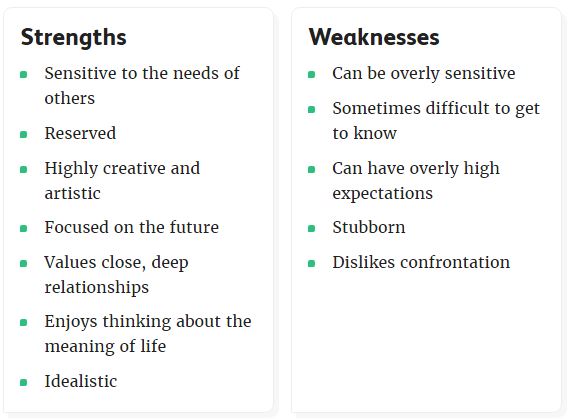 Strengths
Sensitive to the needs of
others
Reserved
Highly creative and
artistic
Focused on the future
Values close, deep
relationships
Enjoys thinking about the
meaning of life
Idealistic
Weaknesses
Can be overly sensitive
Sometimes difficult to get
to know
Can have overly high
expectations
Stubborn
Dislikes confrontation